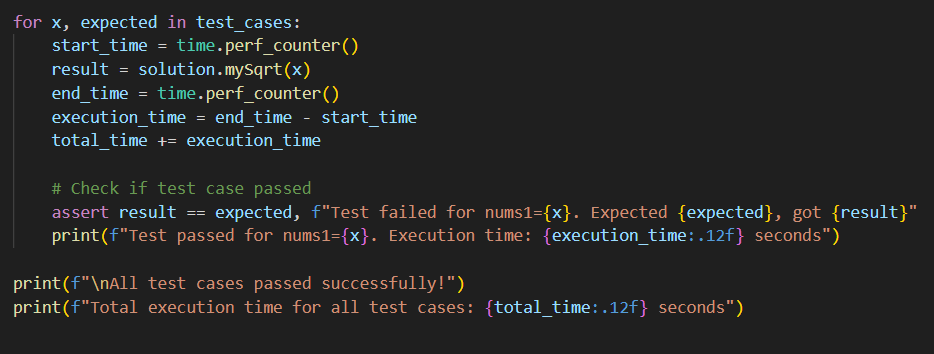 for x, expected in test_cases:
    start_time = time.perf_counter()
    result = solution.mySqrt(x)
    end_time = time.perf_counter()
    execution_time = end_time - start_time
    total_time += execution_time

    # Check if test case passed
    assert result == expected, f"Test failed for nums1={x}. Expected {expected}, got {result}"
    print(f"Test passed for nums1={x}. Execution time: {execution_time:.12f} seconds")

print(f"\nAll test cases passed successfully!")
print(f"Total execution time for all test cases: {total_time:.12f} seconds")